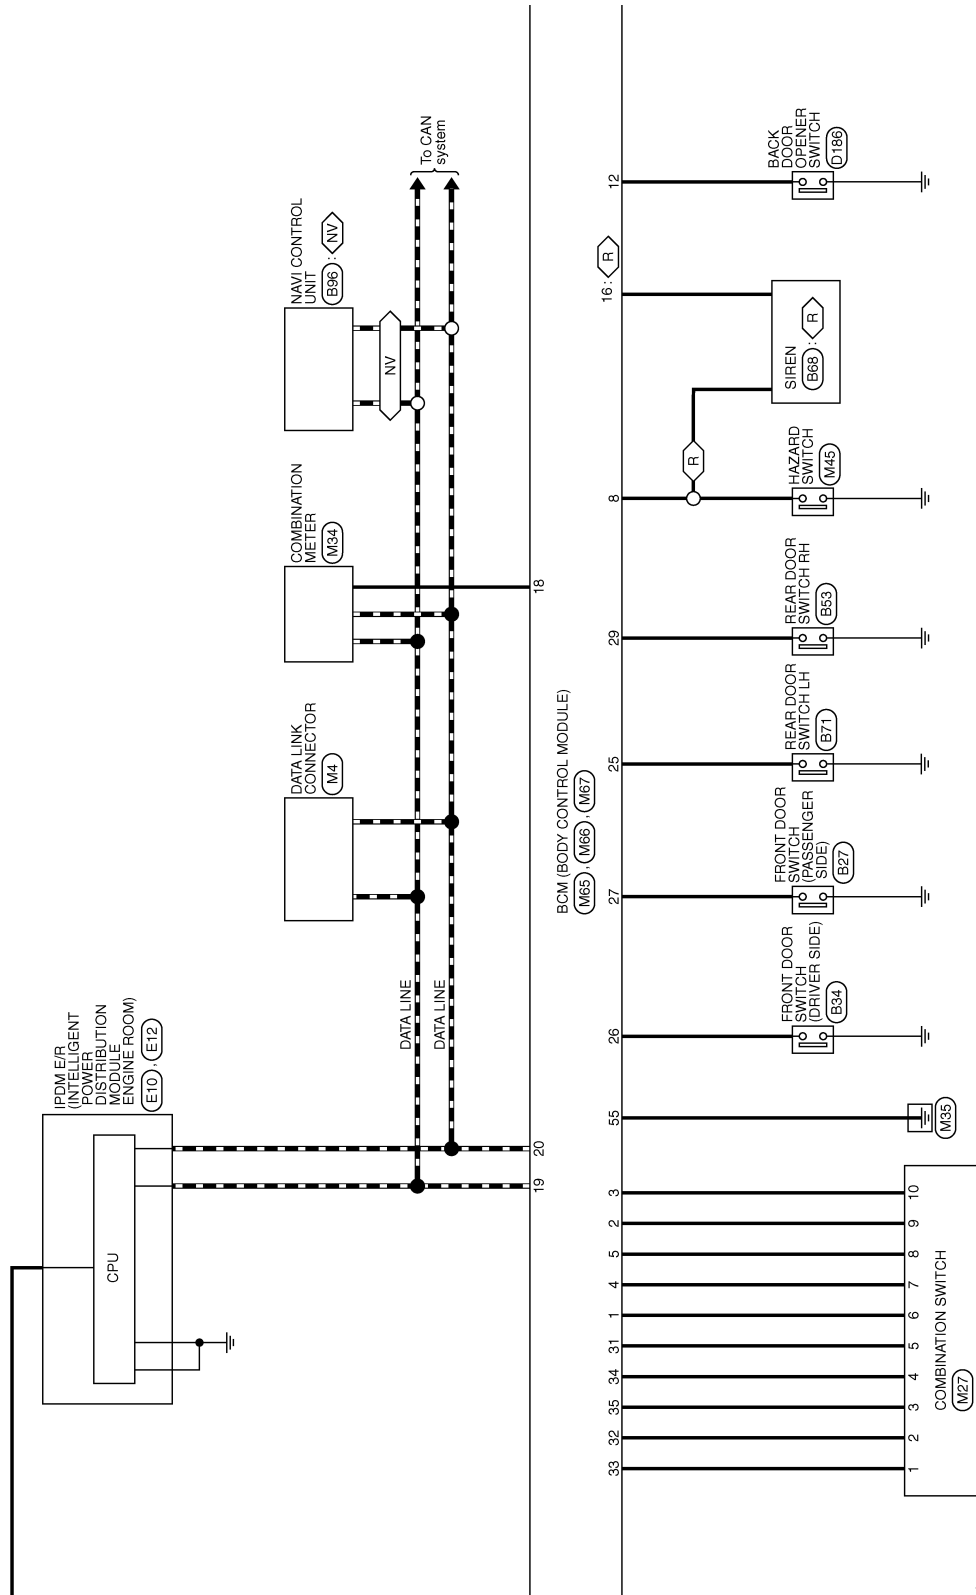 IPDM E/R
(INTELLIGENT
POWER
DISTRIBUTION
MODULE
ENGINE ROOM)
E10 , E12
CPU
DATA LINK
CONNECTOR
M4
COMBINATION
METER
M34
NAVI CONTROL
UNIT
B96 : NV
NV
To CAN
system
DATA LINE
DATA LINE
19
20
18
BCM (BODY CONTROL MODULE)
M65 , M66 , M67
33
32
35
34
31
1
4
5
2
3
55
26
27
25
29
8
16 : R
12
1
2
3
4
5
6
7
8
9
10
COMBINATION SWITCH
M27
M35
FRONT DOOR
SWITCH
(DRIVER SIDE)
B34
FRONT DOOR
SWITCH
(PASSENGER
SIDE)
B27
REAR DOOR
SWITCH LH
B71
REAR DOOR
SWITCH RH
B53
HAZARD
SWITCH
M45
R
SIREN
B68 : R
BACK
DOOR
OPENER
SWITCH
D186